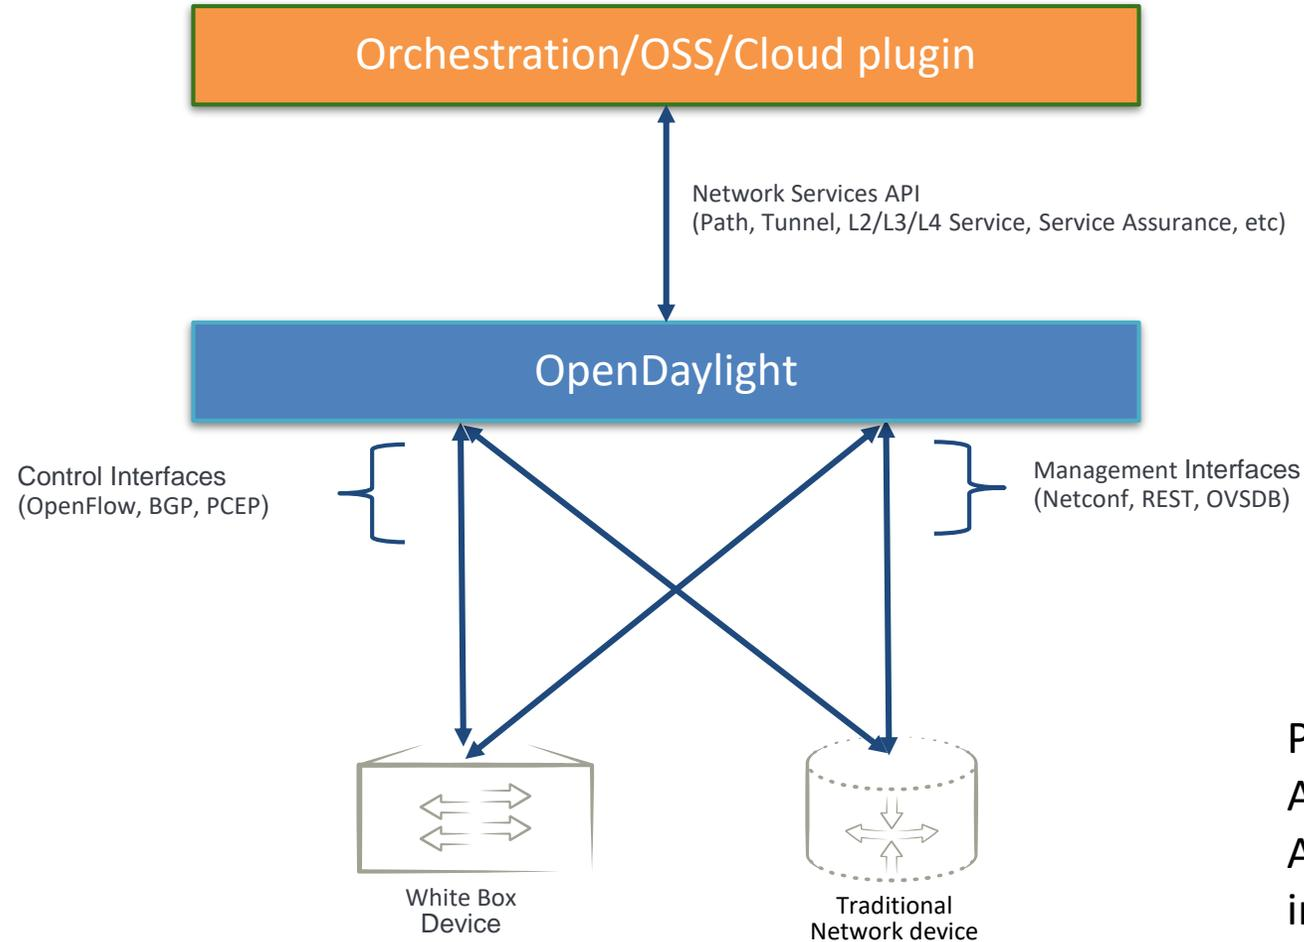 Orchestration/OSS/Cloud plugin
Network Services API
(Path, Tunnel, L2/L3/L4 Service, Service Assurance, etc)
OpenDaylight
Control Interfaces
(OpenFlow, BGP, PCEP)
Management Interfaces
(Netconf, REST, OVSDB)
White Box
Device
Traditional
Network device